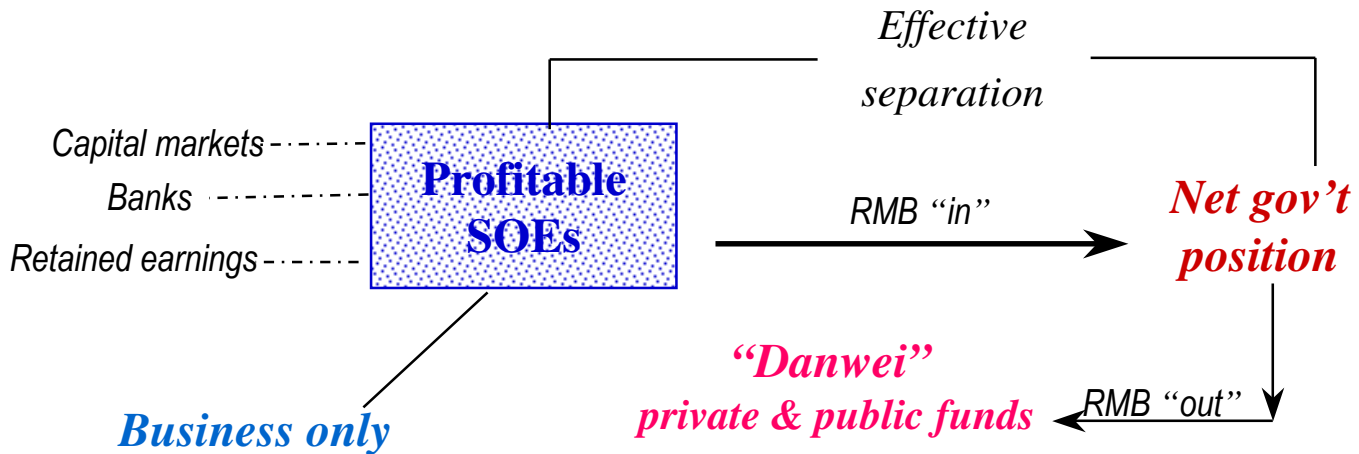 Effective
separation
Capital markets
Banks
Retained earnings
Profitable
SOEs
RMB “in”
Net gov't
position
“Danwei”
private & public funds
RMB “out”
Business only